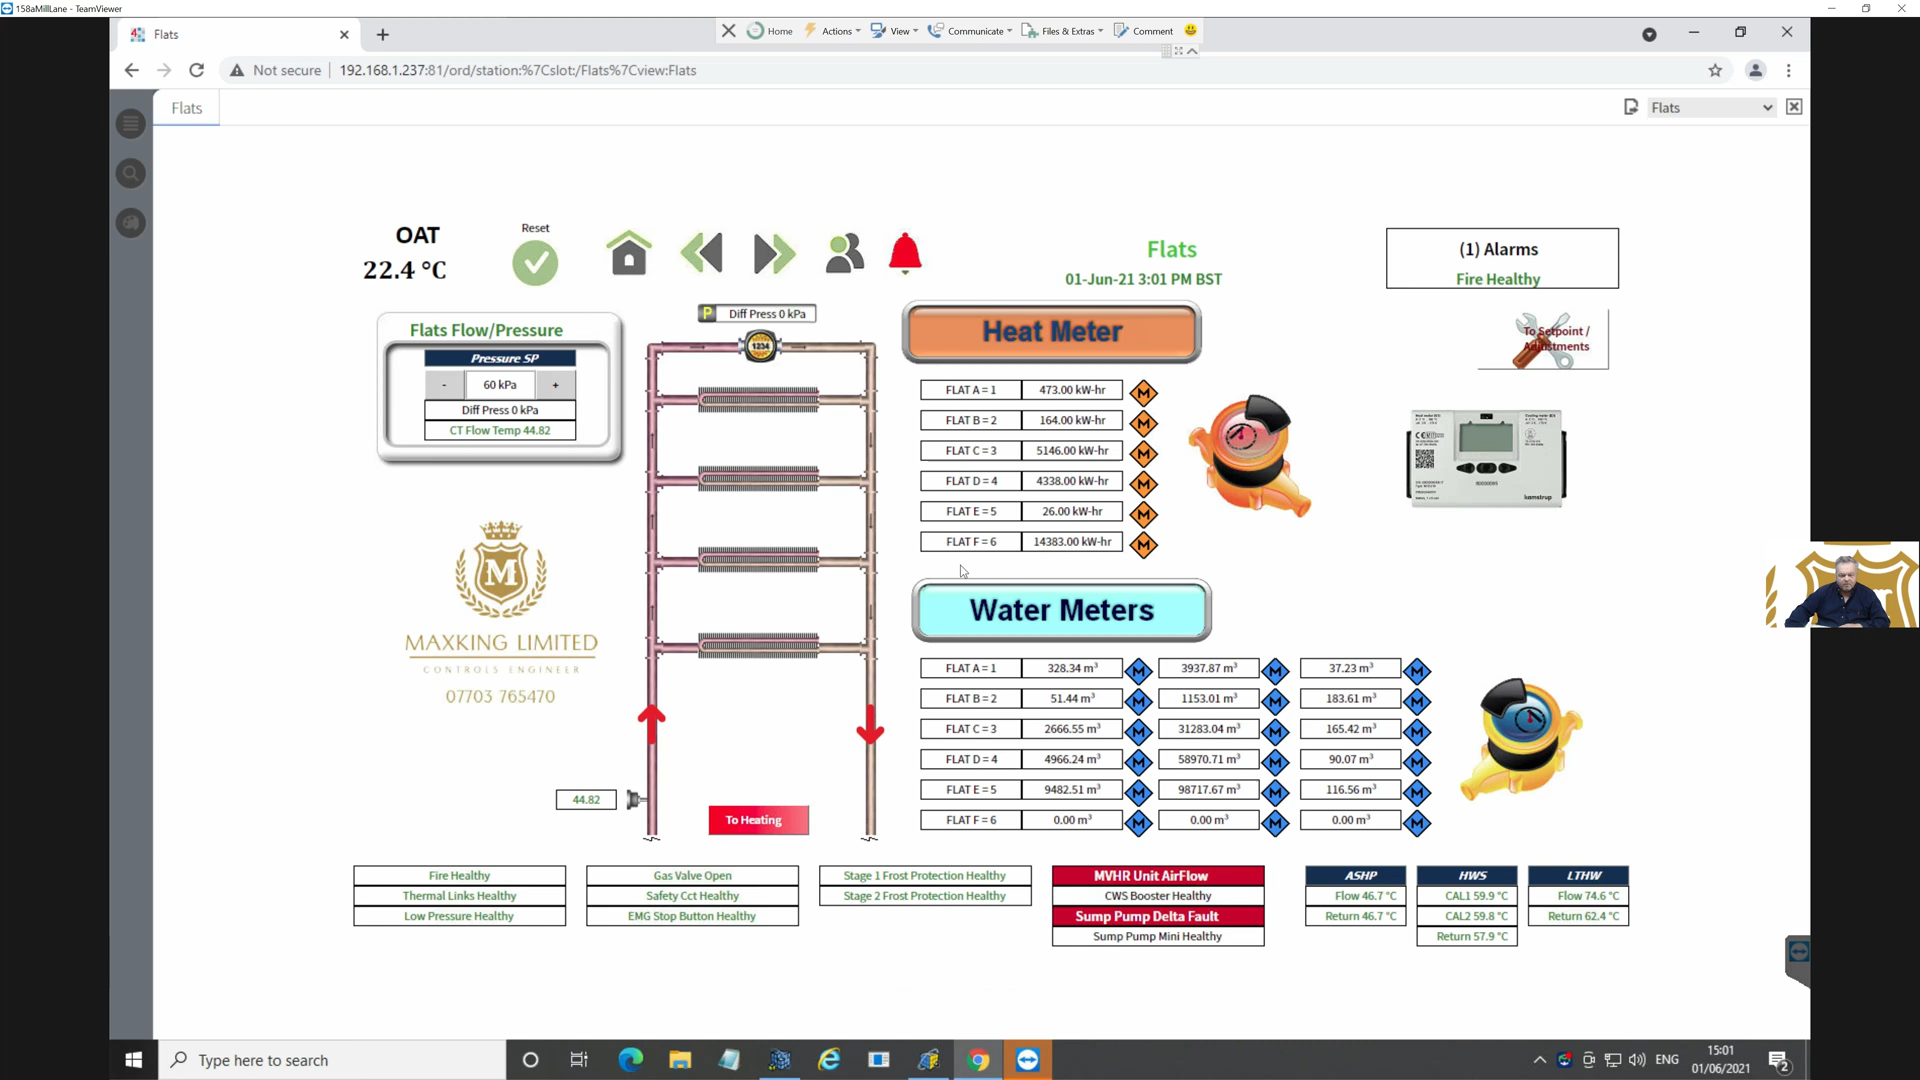 158aMillLane - TeamViewer
Flats
Home Actions View Communicate Files & Extras Comment
Not secure 192.168.1.237:81/ord/station:%7Cslot:/Flats%7Cview:Flats
Flats
Flats
OAT
22.4 °C
Reset
Flats
01-Jun-21 3:01 PM BST
(1) Alarms
Fire Healthy
Flats Flow/Pressure
Pressure SP
- 60 kPa +
Diff Press 0 kPa
CT Flow Temp 44.82
P Diff Press 0 kPa
1234
Heat Meter
To Setpoint /
Adjustments
FLAT A = 1 473.00 kW-hr M
FLAT B = 2 164.00 kW-hr M
FLAT C = 3 5146.00 kW-hr M
FLAT D = 4 4338.00 kW-hr M
FLAT E = 5 26.00 kW-hr M
FLAT F = 6 14383.00 kW-hr M
kamstrup
M
MAXKING LIMITED
CONTROLS ENGINEER
07703 765470
Water Meters
FLAT A = 1 328.34 m³ M 3937.87 m³ M 37.23 m³ M
FLAT B = 2 51.44 m³ M 1153.01 m³ M 183.61 m³ M
FLAT C = 3 2666.55 m³ M 31283.04 m³ M 165.42 m³ M
FLAT D = 4 4966.24 m³ M 58970.71 m³ M 90.07 m³ M
FLAT E = 5 9482.51 m³ M 98717.67 m³ M 116.56 m³ M
FLAT F = 6 0.00 m³ M 0.00 m³ M 0.00 m³ M
44.82
To Heating
Fire Healthy
Thermal Links Healthy
Low Pressure Healthy
Gas Valve Open
Safety Cct Healthy
EMG Stop Button Healthy
Stage 1 Frost Protection Healthy
Stage 2 Frost Protection Healthy
MVHR Unit AirFlow
CWS Booster Healthy
Sump Pump Delta Fault
Sump Pump Mini Healthy
ASHP
Flow 46.7 °C
Return 46.7 °C
HWS
CAL1 59.9 °C
CAL2 59.8 °C
Return 57.9 °C
LTHW
Flow 74.6 °C
Return 62.4 °C
Type here to search
ENG
15:01
01/06/2021
2